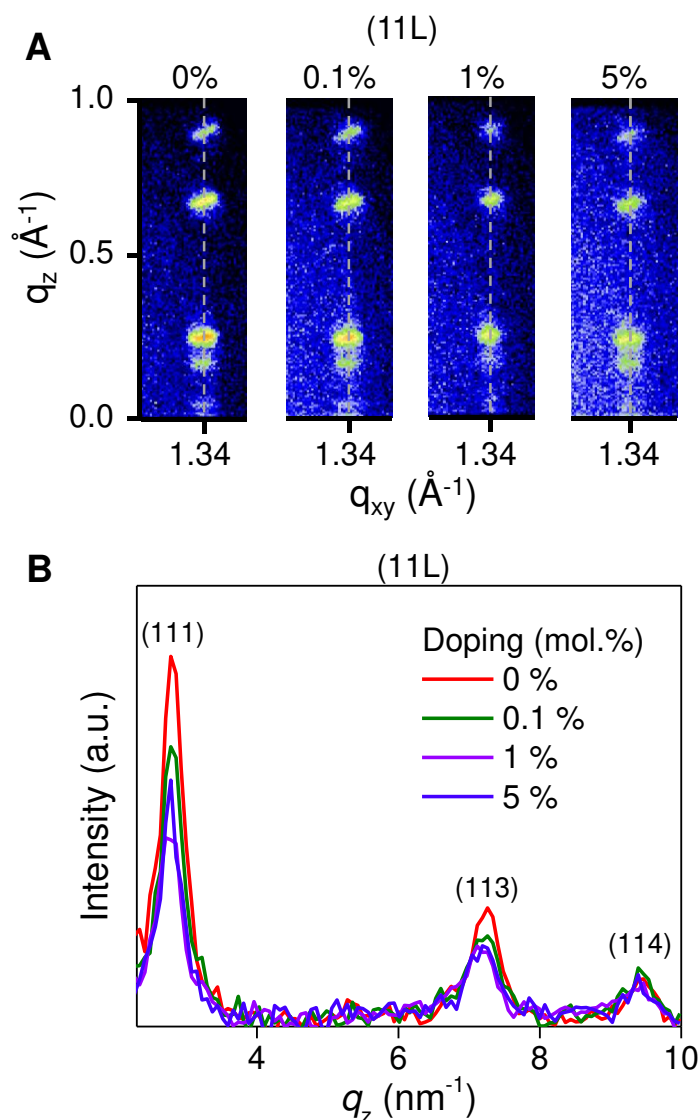 A
(11L)
0% 0.1% 1% 5%
1.0
0.5
0.0
q_z (Å⁻¹)
1.34 1.34 1.34 1.34
q_xy (Å⁻¹)
B
(11L)
(111)
Doping (mol.%)
0 %
0.1 %
1 %
5 %
(113)
(114)
Intensity (a.u.)
4 6 8 10
q_z (nm⁻¹)